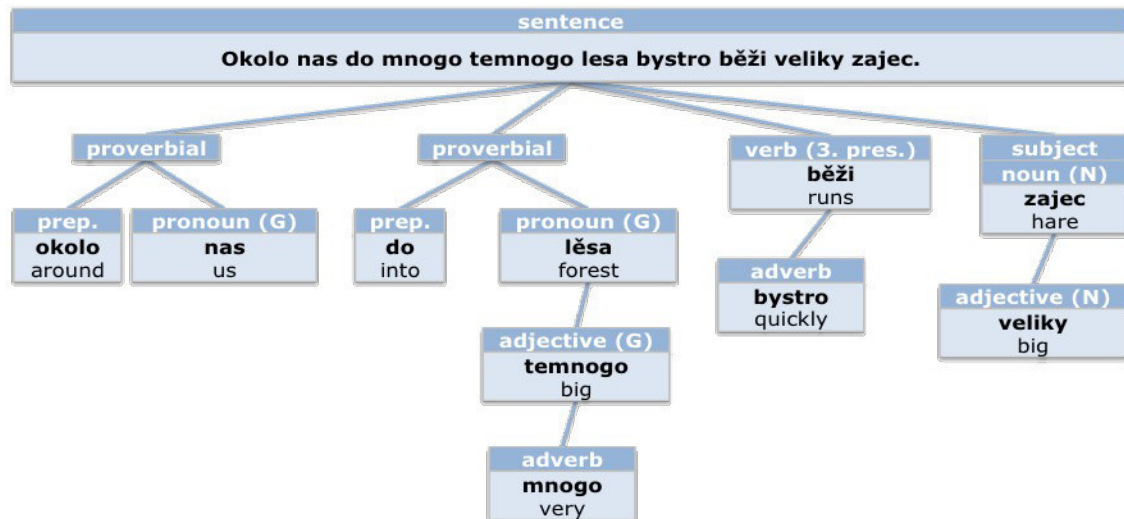 sentence
Okolo nas do mnogo temnogo lesa bystro běži veliky zajec.
proverbial
proverbial
verb (3. pres.)
běži
runs
subject
noun (N)
zajec
hare
prep.
okolo
around
pronoun (G)
nas
us
prep.
do
into
pronoun (G)
lěsa
forest
adverb
bystro
quickly
adjective (N)
veliky
big
adjective (G)
temnogo
big
adverb
mnogo
very